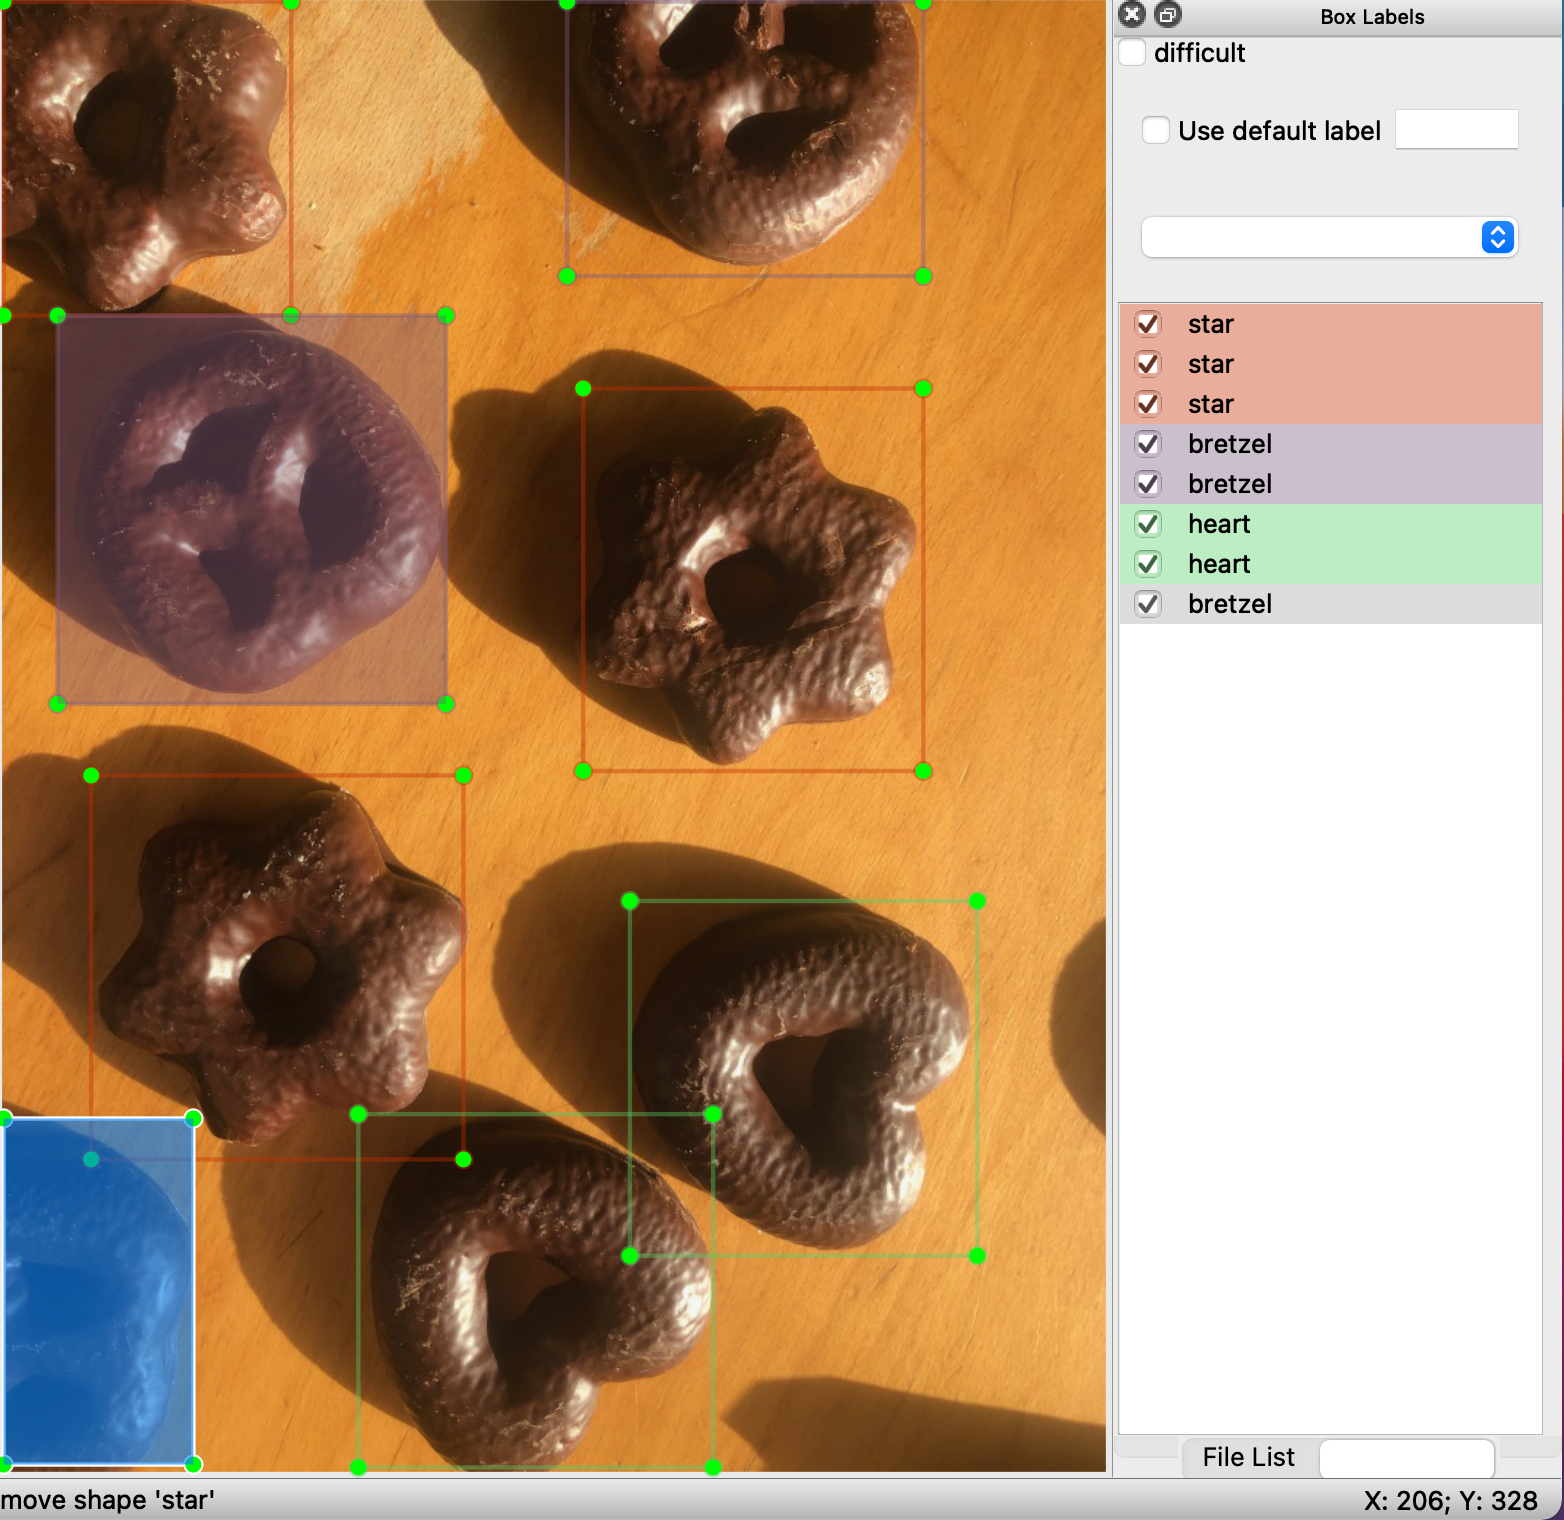 Box Labels
difficult
Use default label
star
star
star
bretzel
bretzel
heart
heart
bretzel
File List
move shape 'star'
X: 206; Y: 328